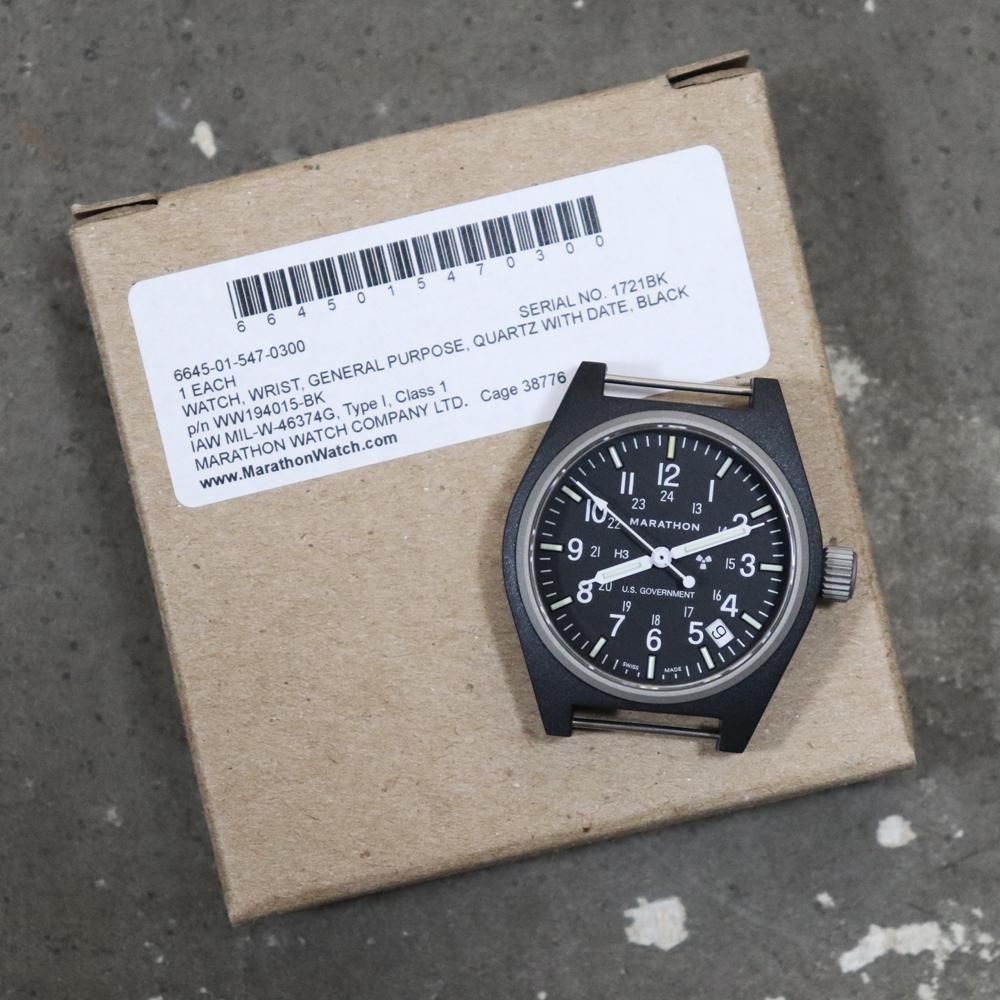 6 6 4 5 0 1 5 4 7 0 3 0 0
SERIAL NO. 1721BK
6645-01-547-0300
1 EACH
WATCH, WRIST, GENERAL PURPOSE, QUARTZ WITH DATE, BLACK
p/n WW194015-BK
IAW MIL-W-46374G, Type I, Class 1
MARATHON WATCH COMPANY LTD. Cage 38776
www.MarathonWatch.com
12
11 1
24
23 13
10 2
22 MARATHON 14
9 21 H3 15 3
8 20 U.S. GOVERNMENT 16 4
19 18 17
7 6 5 9
SWISS MADE